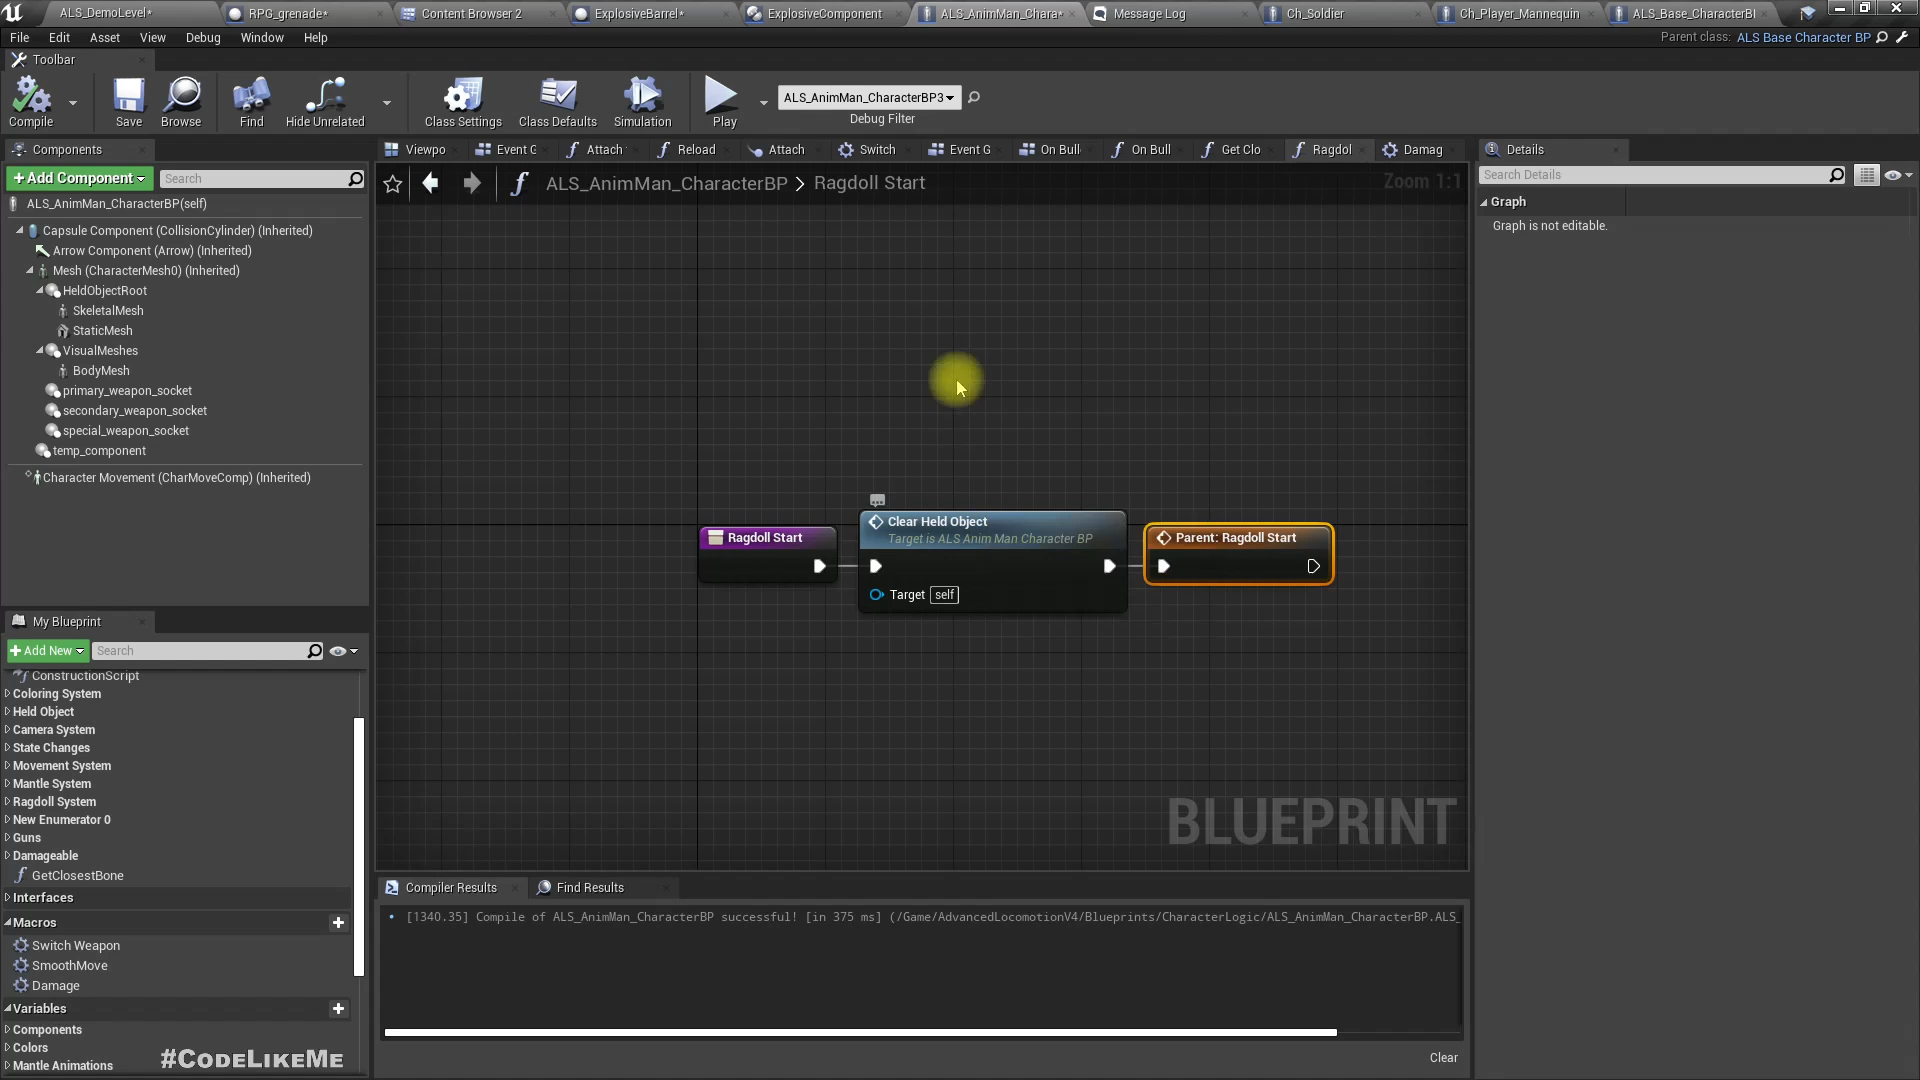 ALS_DemoLevel*
RPG_grenade*
Content Browser 2
ExplosiveBarrel*
ExplosiveComponent
ALS_AnimMan_Chara*
Message Log
Ch_Soldier
Ch_Player_Mannequin
ALS_Base_CharacterBI
File Edit Asset View Debug Window Help
Parent class: ALS Base Character BP
Toolbar
Compile
Save
Browse
Find
Hide Unrelated
Class Settings
Class Defaults
Simulation
Play
ALS_AnimMan_CharacterBP3
Debug Filter
Components
+ Add Component
Search
ALS_AnimMan_CharacterBP(self)
Capsule Component (CollisionCylinder) (Inherited)
Arrow Component (Arrow) (Inherited)
Mesh (CharacterMesh0) (Inherited)
HeldObjectRoot
SkeletalMesh
StaticMesh
VisualMeshes
BodyMesh
primary_weapon_socket
secondary_weapon_socket
special_weapon_socket
temp_component
Character Movement (CharMoveComp) (Inherited)
Viewpo
Event G
Attach
Reload
Attach
Switch
Event G
On Bull
On Bull
Get Clo
Ragdol
Damag
ALS_AnimMan_CharacterBP > Ragdoll Start
Zoom 1:1
Ragdoll Start
Clear Held Object
Target is ALS Anim Man Character BP
Target self
Parent: Ragdoll Start
BLUEPRINT
Details
Search Details
Graph
Graph is not editable.
My Blueprint
+ Add New
Search
ConstructionScript
Coloring System
Held Object
Camera System
State Changes
Movement System
Mantle System
Ragdoll System
New Enumerator 0
Guns
Damageable
GetClosestBone
Interfaces
Macros
Switch Weapon
SmoothMove
Damage
Variables
Components
Colors
Mantle Animations
#CodeLikeMe
Compiler Results
Find Results
[1340.35] Compile of ALS_AnimMan_CharacterBP successful! [in 375 ms] (/Game/AdvancedLocomotionV4/Blueprints/CharacterLogic/ALS_AnimMan_CharacterBP.ALS_
Clear